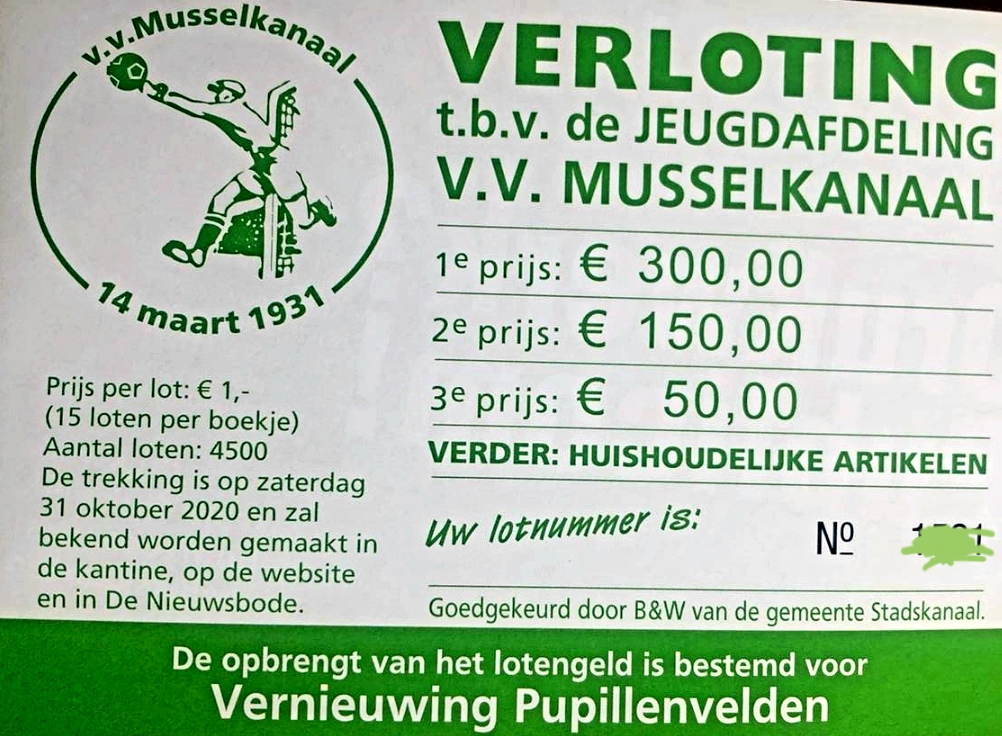 v.v. Musselkanaal
14 maart 1931
VERLOTING
t.b.v. de JEUGDAFDELING
V.V. MUSSELKANAAL
1e prijs: € 300,00
2e prijs: € 150,00
3e prijs: € 50,00
VERDER: HUISHOUDELIJKE ARTIKELEN
Uw lotnummer is: Nº
Goedgekeurd door B&W van de gemeente Stadskanaal.
Prijs per lot: € 1,-
(15 loten per boekje)
Aantal loten: 4500
De trekking is op zaterdag
31 oktober 2020 en zal
bekend worden gemaakt in
de kantine, op de website
en in De Nieuwsbode.
De opbrengt van het lotengeld is bestemd voor
Vernieuwing Pupillenvelden